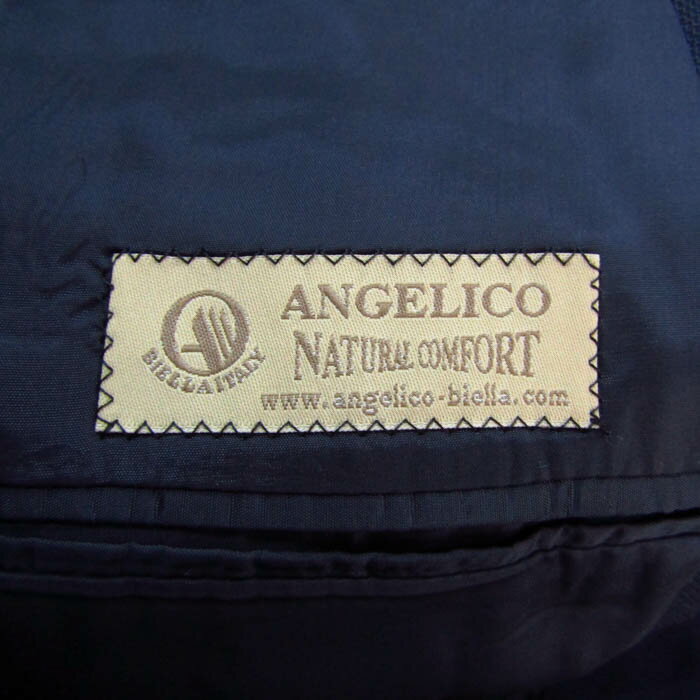 ANGELICO
NATURAL COMFORT
www.angelico-biella.com
BIELLA ITALY